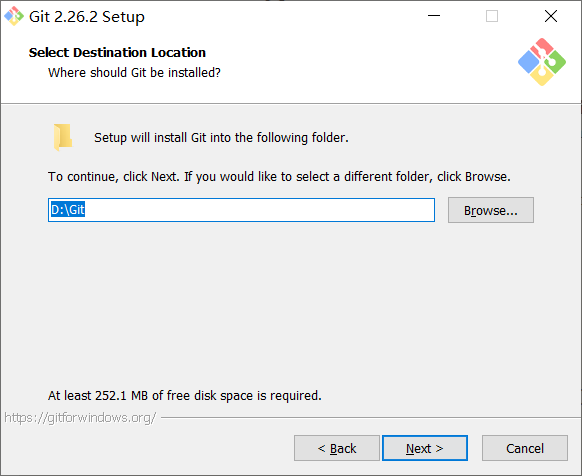 Git 2.26.2 Setup
Select Destination Location
Where should Git be installed?
Setup will install Git into the following folder.
To continue, click Next. If you would like to select a different folder, click Browse.
D:\Git
Browse...
At least 252.1 MB of free disk space is required.
https://gitforwindows.org/
< Back
Next >
Cancel